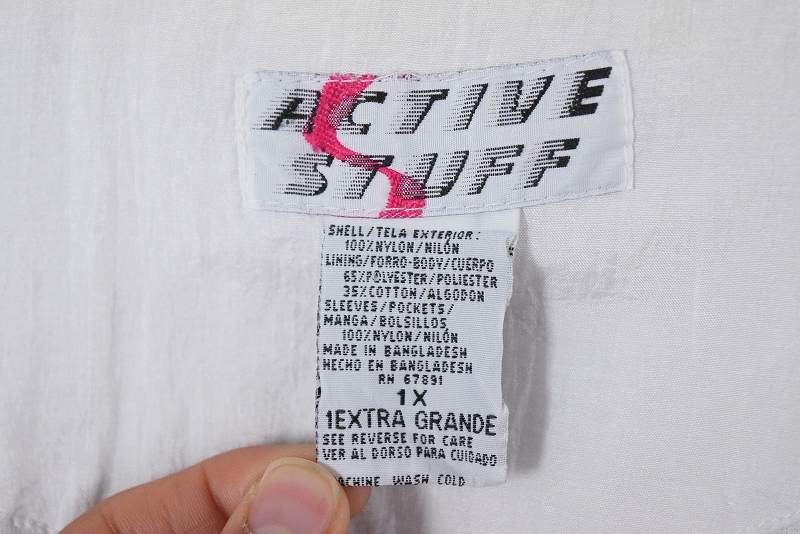 ACTIVE
STUFF
SHELL/TELA EXTERIOR:
100%NYLON/NILÓN
LINING/FORRO-BODY/CUERPO
65%POLYESTER/POLIESTER
35%COTTON/ALGODON
SLEEVES/POCKETS/
MANGA/BOLSILLOS
100%NYLON/NILÓN
MADE IN BANGLADESH
HECHO EN BANGLADESH
RN 67891
1X
1EXTRA GRANDE
SEE REVERSE FOR CARE
VER AL DORSO PARA CUIDADO
MACHINE WASH COLD